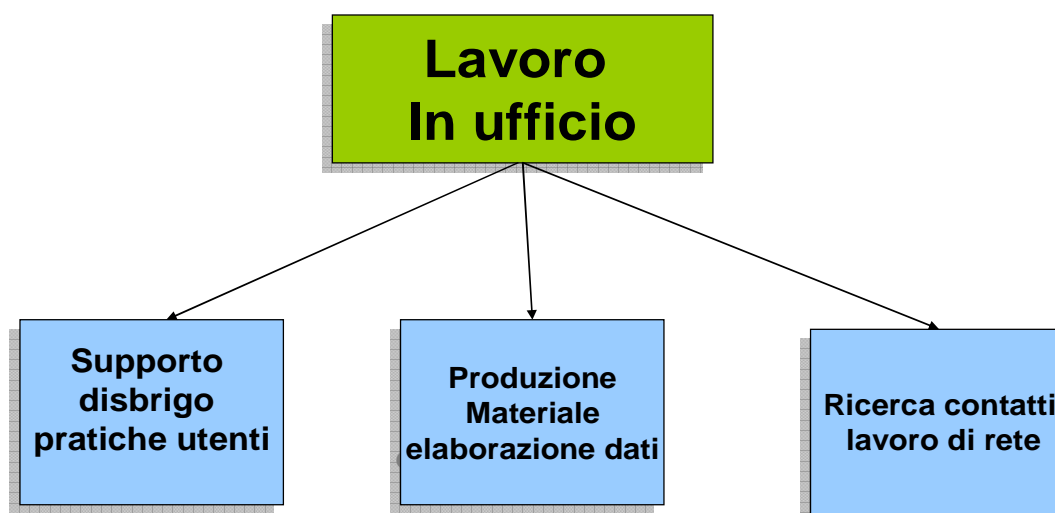 Lavoro
In ufficio
Supporto
disbrigo
pratiche utenti
Produzione
Materiale
elaborazione dati
Ricerca contatti
lavoro di rete